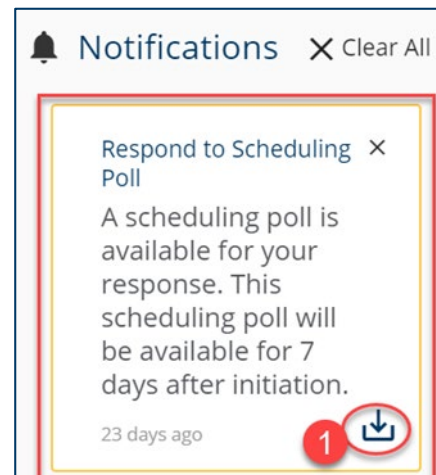 Notifications X Clear All
Respond to Scheduling ×
Poll
A scheduling poll is
available for your
response. This
scheduling poll will
be available for 7
days after initiation.
23 days ago
1